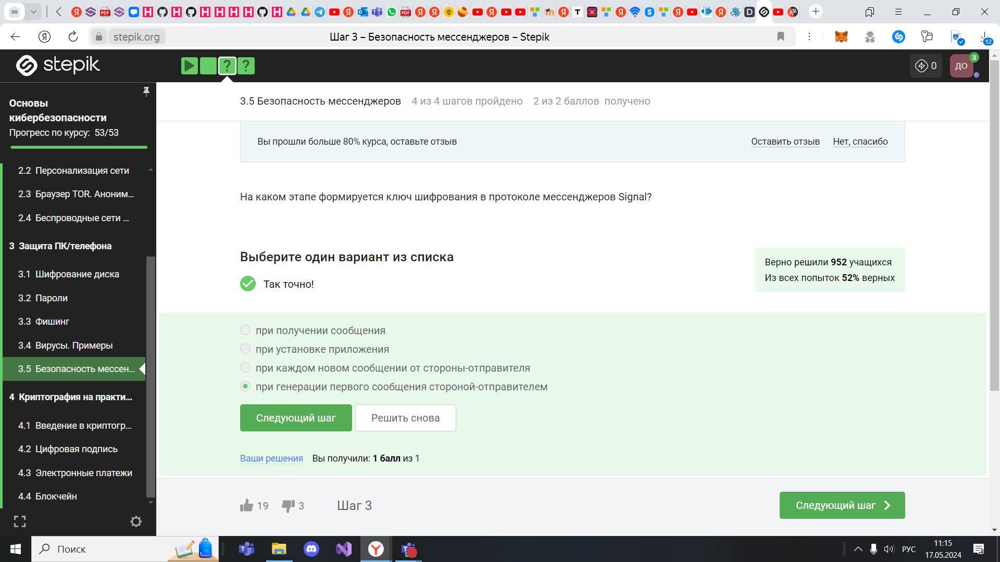 stepik.org
Шаг 3 – Безопасность мессенджеров – Stepik
12
stepik
? ?
0
ДО
3
Основы
кибербезопасности
Прогресс по курсу: 53/53
3.5 Безопасность мессенджеров 4 из 4 шагов пройдено 2 из 2 баллов получено
Вы прошли больше 80% курса, оставьте отзыв
Оставить отзыв
Нет, спасибо
2.2 Персонализация сети
2.3 Браузер TOR. Аноним...
2.4 Беспроводные сети ...
3 Защита ПК/телефона
3.1 Шифрование диска
3.2 Пароли
3.3 Фишинг
3.4 Вирусы. Примеры
3.5 Безопасность мессен...
4 Криптография на практи...
4.1 Введение в криптогр...
4.2 Цифровая подпись
4.3 Электронные платежи
4.4 Блокчейн
На каком этапе формируется ключ шифрования в протоколе мессенджеров Signal?
Выберите один вариант из списка
Так точно!
Верно решили 952 учащихся
Из всех попыток 52% верных
при получении сообщения
при установке приложения
при каждом новом сообщении от стороны-отправителя
при генерации первого сообщения стороной-отправителем
Следующий шаг
Решить снова
Ваши решения Вы получили: 1 балл из 1
19
3
Шаг 3
Следующий шаг
Поиск
РУС
11:15
17.05.2024